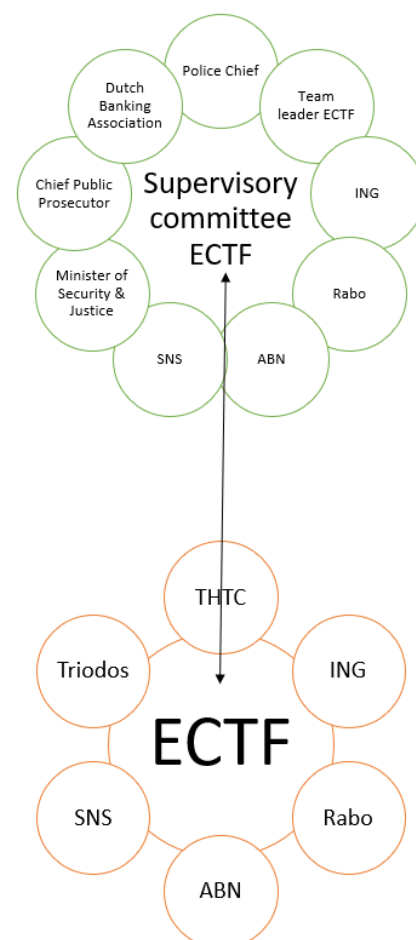 Police Chief
Dutch
Banking
Association
Team
leader ECTF
Chief Public
Prosecutor
Supervisory
committee
ECTF
ING
Minister of
Security &
Justice
Rabo
SNS
ABN
THTC
Triodos
ING
ECTF
SNS
Rabo
ABN